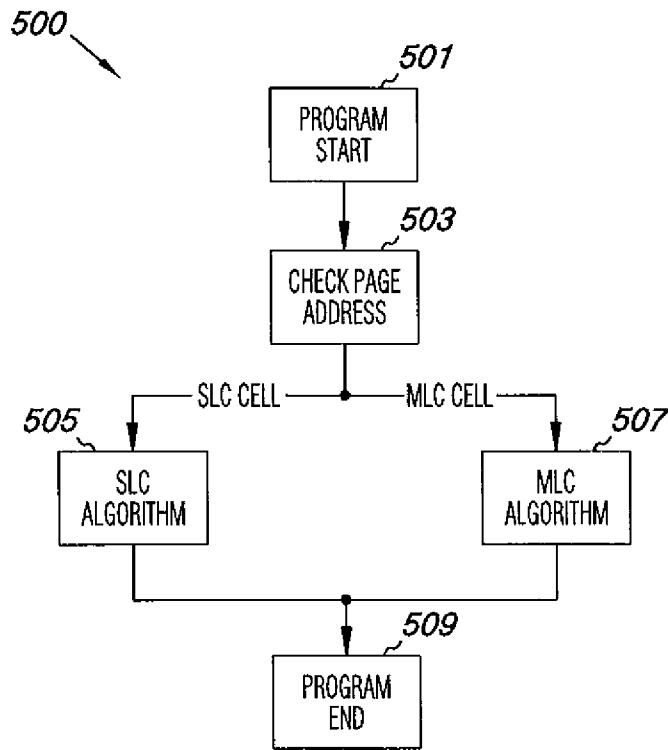 500
501
PROGRAM
START
503
CHECK PAGE
ADDRESS
SLC CELL
MLC CELL
505
SLC
ALGORITHM
507
MLC
ALGORITHM
509
PROGRAM
END